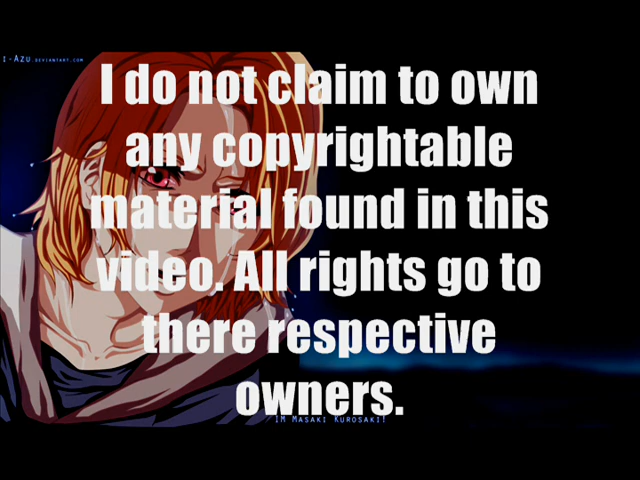 I-Azu.deviantart.com
I do not claim to own
any copyrightable
material found in this
video. All rights go to
there respective
owners.
IM Masaki Kurosaki!